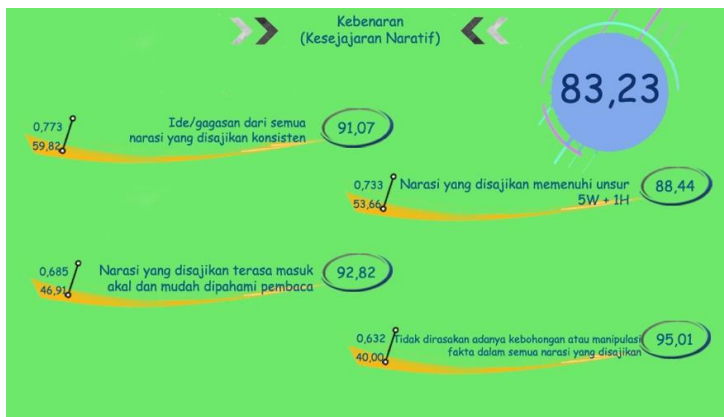 Kebenaran
(Kesejajaran Naratif)
83,23
0,773
59,82
Ide/gagasan dari semua
narasi yang disajikan konsisten
91,07
0,733
53,66
Narasi yang disajikan memenuhi unsur
5W + 1H
88,44
0,685
46,91
Narasi yang disajikan terasa masuk
akal dan mudah dipahami pembaca
92,82
0,632
40,00
Tidak dirasakan adanya kebohongan atau manipulasi
fakta dalam semua narasi yang disajikan
95,01